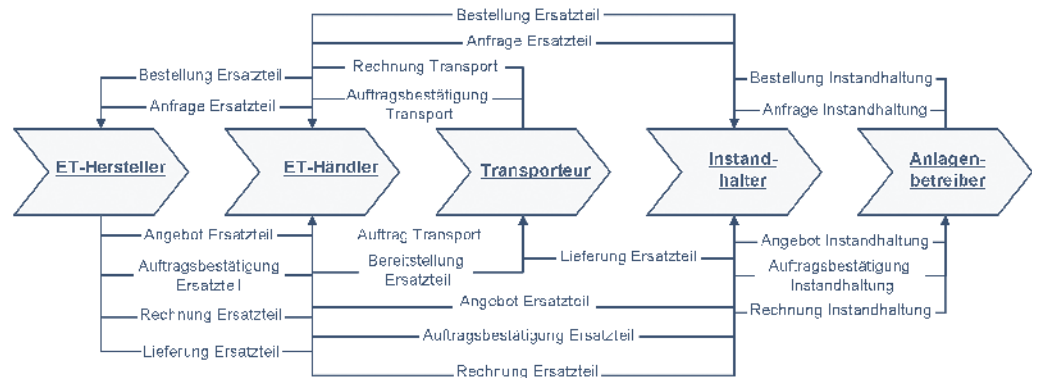 Bestellung Ersatzteil
Anfrage Ersatzteil
Bestellung Ersatzteil
Rechnung Transport
Bestellung Instandhaltung
Anfrage Ersatzteil
Auftragsbestätigung
Transport
Anfrage Instandhaltung
ET-Hersteller
ET-Händler
Transporteur
Instand-
halter
Anlagen-
betreiber
Angebot Ersatzteil
Auftrag Transport
Angebot Instandhaltung
Auftragsbestätigung
Ersatzteil
Bereitstellung
Ersatzteil
Lieferung Ersatzteil
Auftragsbestätigung
Instandhaltung
Rechnung Ersatzteil
Angebot Ersatzteil
Rechnung Instandhaltung
Auftragsbestätigung Ersatzteil
Lieferung Ersatzteil
Rechnung Ersatzteil